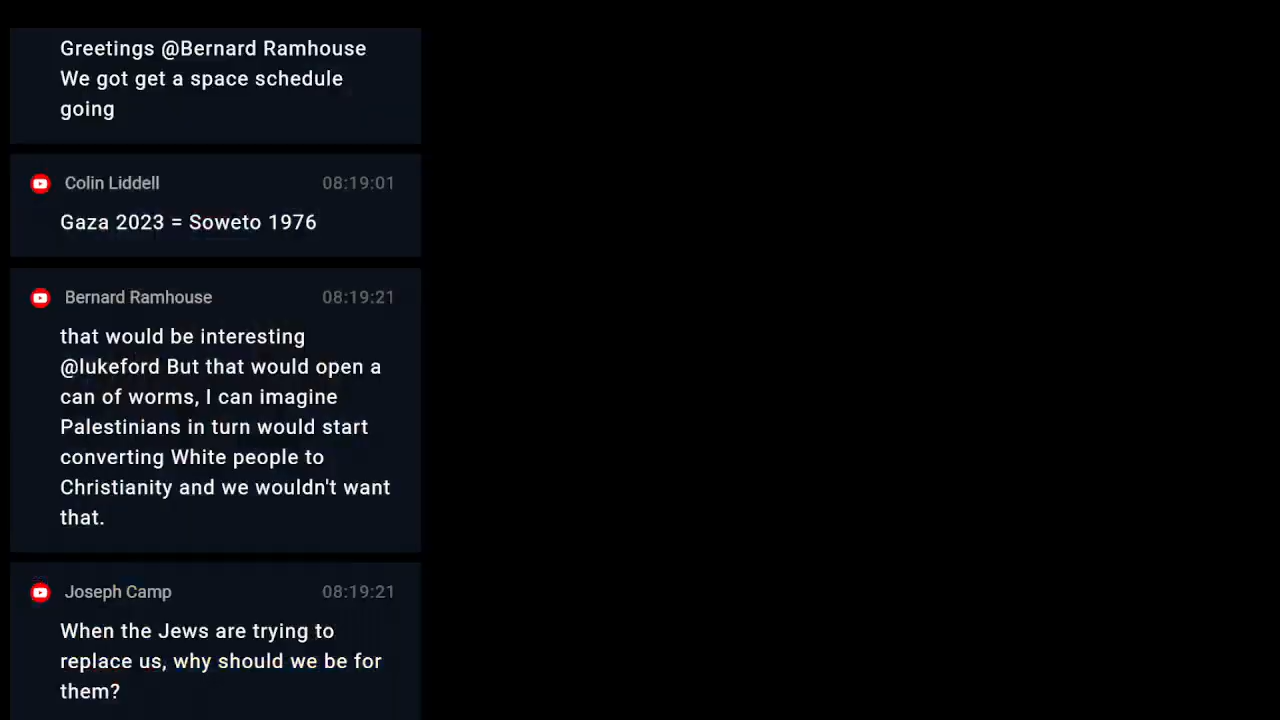 Greetings @Bernard Ramhouse
We got get a space schedule
going
Colin Liddell 08:19:01
Gaza 2023 = Soweto 1976
Bernard Ramhouse 08:19:21
that would be interesting
@lukeford But that would open a
can of worms, I can imagine
Palestinians in turn would start
converting White people to
Christianity and we wouldn't want
that.
Joseph Camp 08:19:21
When the Jews are trying to
replace us, why should we be for
them?